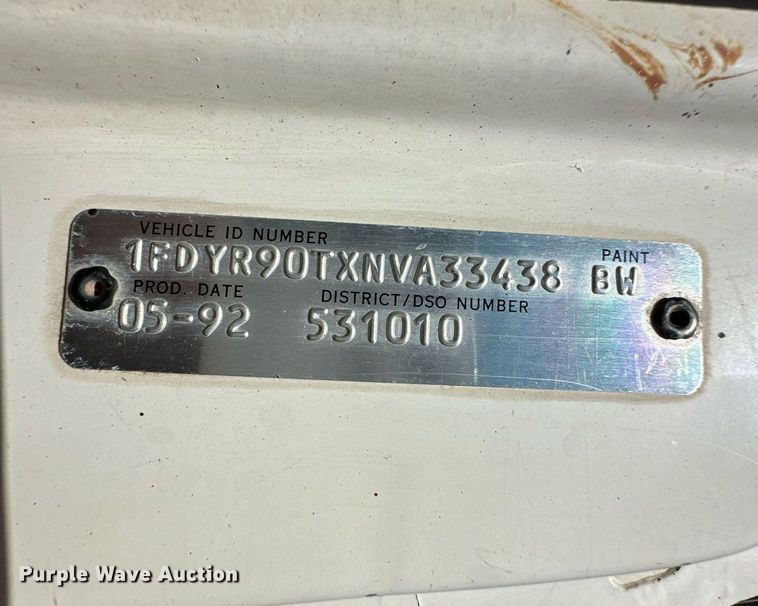 VEHICLE ID NUMBER PAINT
1FDYR90TXNVA33438 BW
PROD. DATE DISTRICT/DSO NUMBER
05-92 531010
Purple Wave Auction